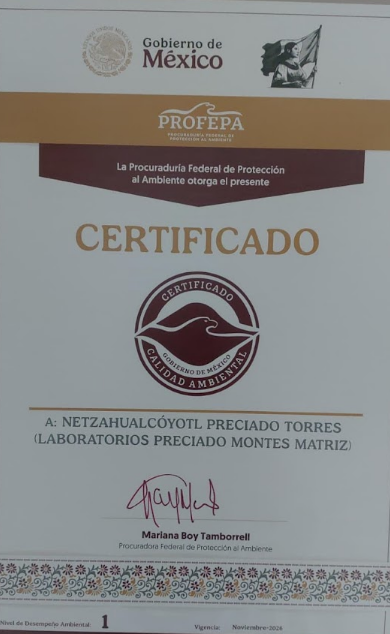 Gobierno de
México
PROFEPA
PROCURADURÍA FEDERAL DE
PROTECCIÓN AL AMBIENTE
La Procuraduría Federal de Protección
al Ambiente otorga el presente
CERTIFICADO
CERTIFICADO
GOBIERNO DE MÉXICO
CALIDAD AMBIENTAL
A: NETZAHUALCÓYOTL PRECIADO TORRES
(LABORATORIOS PRECIADO MONTES MATRIZ)
Mariana Boy Tamborrell
Procuradora Federal de Protección al Ambiente
Nivel de Desempeño Ambiental: 1 Vigencia: Noviembre-2026